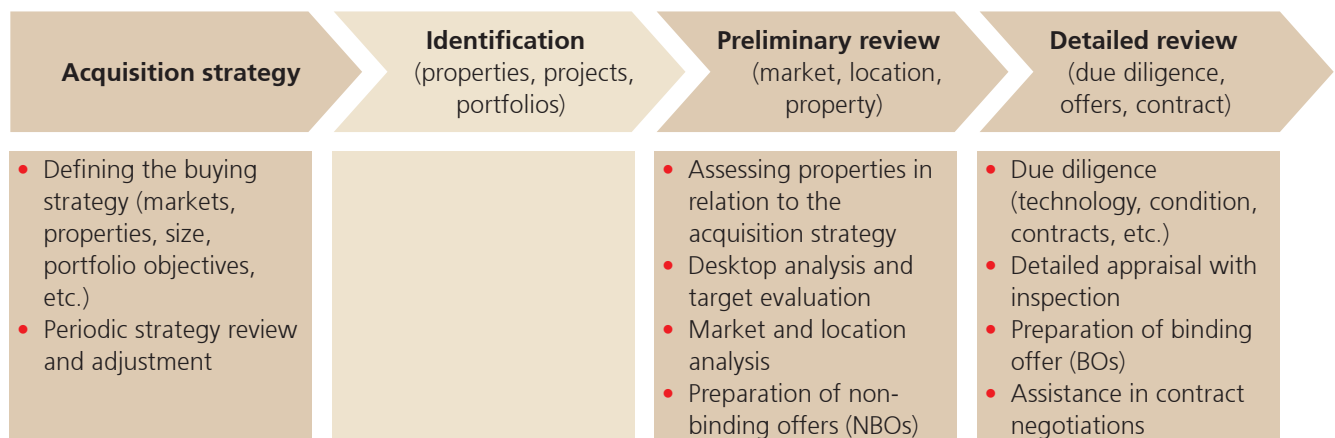 Acquisition strategy
Identification
(properties, projects,
portfolios)
Preliminary review
(market, location,
property)
Detailed review
(due diligence,
offers, contract)
• Defining the buying
strategy (markets,
properties, size,
portfolio objectives,
etc.)
• Periodic strategy review
and adjustment
• Assessing properties in
relation to the
acquisition strategy
• Desktop analysis and
target evaluation
• Market and location
analysis
• Preparation of non-
binding offers (NBOs)
• Due diligence
(technology, condition,
contracts, etc.)
• Detailed appraisal with
inspection
• Preparation of binding
offer (BOs)
• Assistance in contract
negotiations